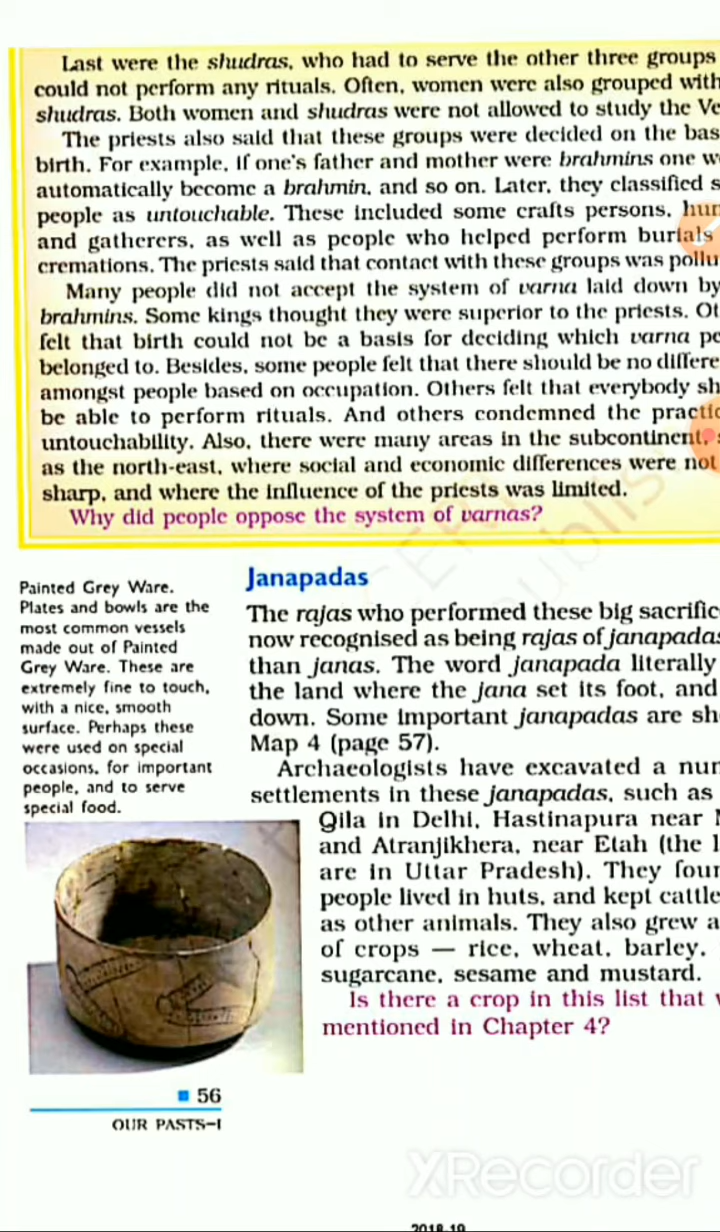 Last were the shudras, who had to serve the other three groups
could not perform any rituals. Often, women were also grouped with
shudras. Both women and shudras were not allowed to study the Ve
The priests also said that these groups were decided on the bas
birth. For example, if one's father and mother were brahmins one w
automatically become a brahmin, and so on. Later, they classified s
people as untouchable. These included some crafts persons, hun
and gatherers, as well as people who helped perform burials
cremations. The priests said that contact with these groups was pollu
Many people did not accept the system of varna laid down by
brahmins. Some kings thought they were superior to the priests. Ot
felt that birth could not be a basis for deciding which varna pe
belonged to. Besides, some people felt that there should be no differe
amongst people based on occupation. Others felt that everybody sh
be able to perform rituals. And others condemned the practic
untouchability. Also, there were many areas in the subcontinent, s
as the north-east, where social and economic differences were not
sharp, and where the influence of the priests was limited.
Why did people oppose the system of varnas?
Painted Grey Ware.
Plates and bowls are the
most common vessels
made out of Painted
Grey Ware. These are
extremely fine to touch,
with a nice, smooth
surface. Perhaps these
were used on special
occasions, for important
people, and to serve
special food.
Janapadas
The rajas who performed these big sacrifice
now recognised as being rajas of janapadas
than janas. The word janapada literally
the land where the jana set its foot, and
down. Some important janapadas are sh
Map 4 (page 57).
Archaeologists have excavated a num
settlements in these janapadas, such as
Qila in Delhi, Hastinapura near M
and Atranjikhera, near Etah (the l
are in Uttar Pradesh). They foun
people lived in huts, and kept cattle
as other animals. They also grew a
of crops — rice, wheat, barley,
sugarcane, sesame and mustard.
Is there a crop in this list that w
mentioned in Chapter 4?
56
OUR PASTS–I
XRecorder
2018-19